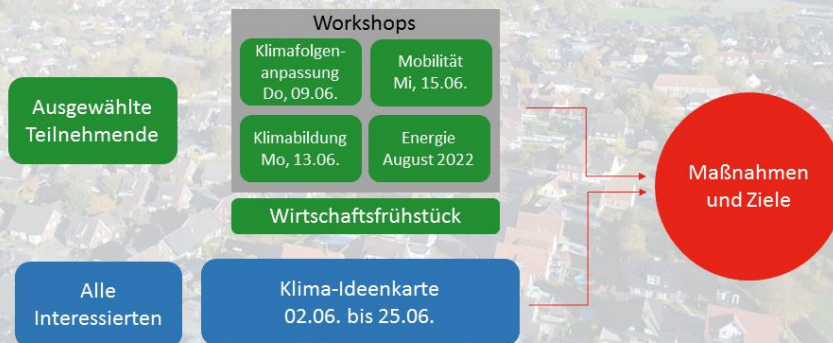 Workshops
Klimafolgen-
anpassung
Do, 09.06.
Mobilität
Mi, 15.06.
Ausgewählte
Teilnehmende
Klimabildung
Mo, 13.06.
Energie
August 2022
Maßnahmen
und Ziele
Wirtschaftsfrühstück
Alle
Interessierten
Klima-Ideenkarte
02.06. bis 25.06.